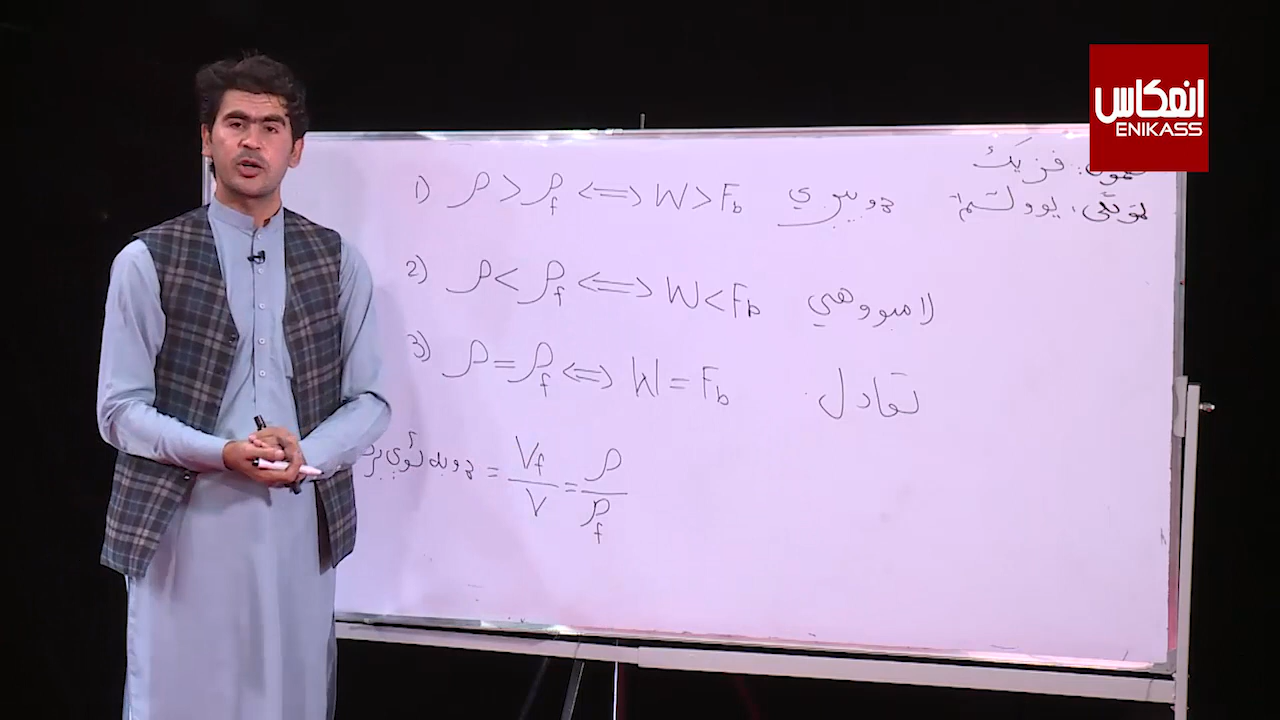 انعکاس
ENIKASS
مضمون: فزیک
ټولګی: یوولسم
1) ρ > ρf <=> W > Fb ډوبیږي
2) ρ < ρf <=> W < Fb لامبو وهي
3) ρ = ρf <=> W = Fb تعادل
= Vf/V = ρ/ρf